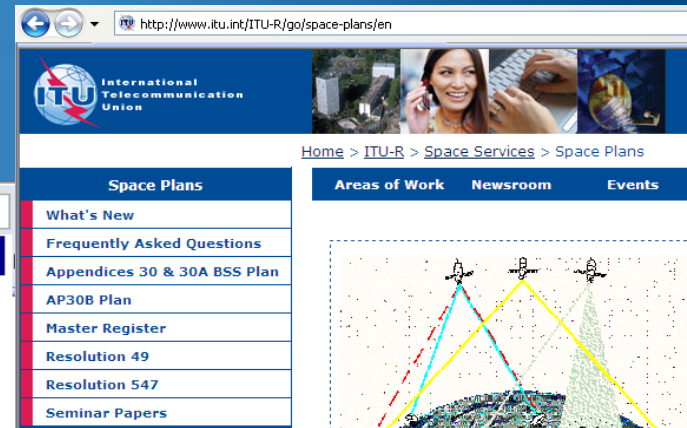 http://www.itu.int/ITU-R/go/space-plans/en
ITU
International
Telecommunication
Union
Home > ITU-R > Space Services > Space Plans
Space Plans
Areas of Work Newsroom Events
What's New
Frequently Asked Questions
Appendices 30 & 30A BSS Plan
AP30B Plan
Master Register
Resolution 49
Resolution 547
Seminar Papers